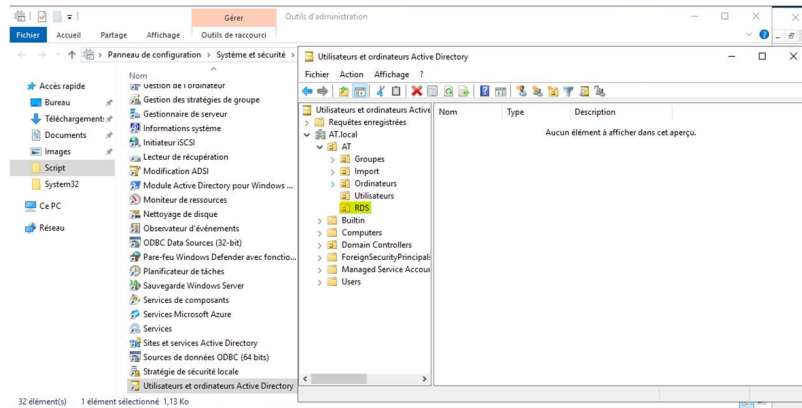 Gérer
Outils d'administration
Fichier
Accueil
Partage
Affichage
Outils de raccourci
Panneau de configuration > Système et sécurité >
Accès rapide
Bureau
Téléchargements
Documents
Images
Script
System32
Ce PC
Réseau
Nom
Gestion de l'ordinateur
Gestion des stratégies de groupe
Gestionnaire de serveur
Informations système
Initiateur iSCSI
Lecteur de récupération
Modification ADSI
Module Active Directory pour Windows ...
Moniteur de ressources
Nettoyage de disque
Observateur d'événements
ODBC Data Sources (32-bit)
Pare-feu Windows Defender avec fonctio...
Planificateur de tâches
Sauvegarde Windows Server
Services de composants
Services Microsoft Azure
Services
Sites et services Active Directory
Sources de données ODBC (64 bits)
Stratégie de sécurité locale
Utilisateurs et ordinateurs Active Directory
32 élément(s) 1 élément sélectionné 1,13 Ko
Utilisateurs et ordinateurs Active Directory
Fichier Action Affichage ?
Utilisateurs et ordinateurs Active
Requêtes enregistrées
AT.local
AT
Groupes
Import
Ordinateurs
Utilisateurs
RDS
Builtin
Computers
Domain Controllers
ForeignSecurityPrincipals
Managed Service Accou
Users
Nom Type Description
Aucun élément à afficher dans cet aperçu.